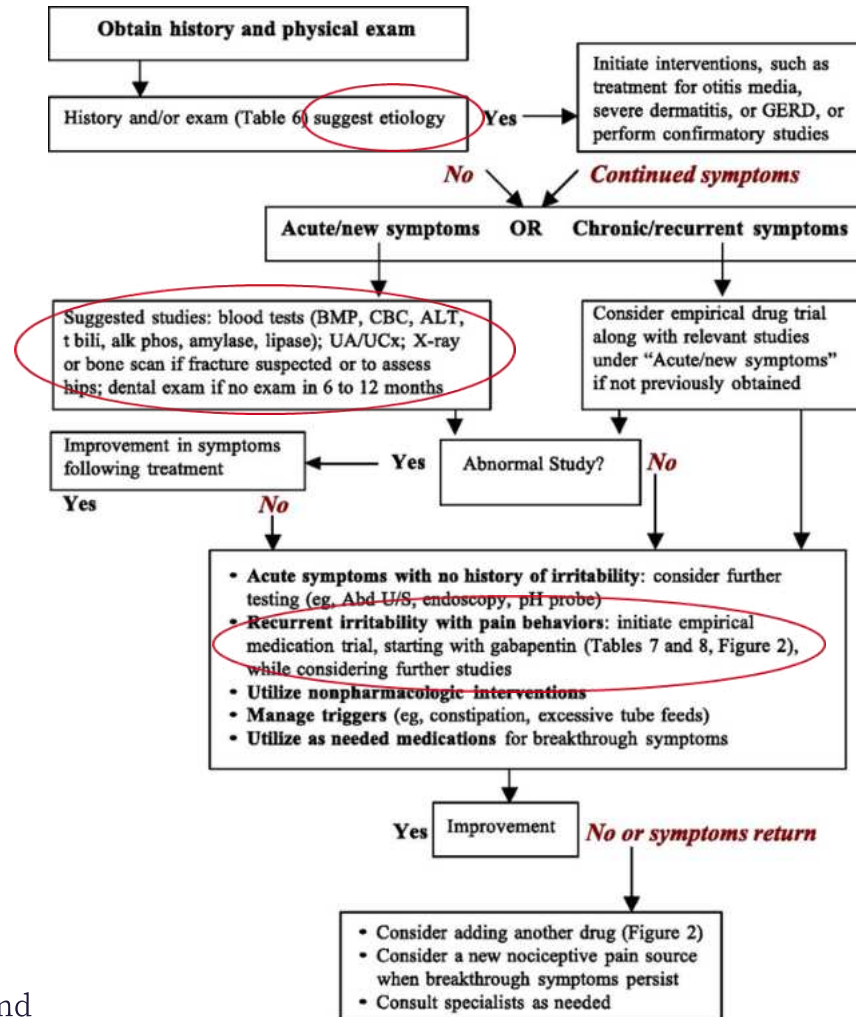 Obtain history and physical exam
History and/or exam (Table 6) suggest etiology
Yes
Initiate interventions, such as
treatment for otitis media,
severe dermatitis, or GERD, or
perform confirmatory studies
No
Continued symptoms
Acute/new symptoms OR Chronic/recurrent symptoms
Suggested studies: blood tests (BMP, CBC, ALT,
t bili, alk phos, amylase, lipase); UA/UCx; X-ray
or bone scan if fracture suspected or to assess
hips; dental exam if no exam in 6 to 12 months
Consider empirical drug trial
along with relevant studies
under “Acute/new symptoms”
if not previously obtained
Improvement in symptoms
following treatment
Yes
Abnormal Study?
No
Yes
No
• Acute symptoms with no history of irritability: consider further
testing (eg, Abd U/S, endoscopy, pH probe)
• Recurrent irritability with pain behaviors: initiate empirical
medication trial, starting with gabapentin (Tables 7 and 8, Figure 2),
while considering further studies
• Utilize nonpharmacologic interventions
• Manage triggers (eg, constipation, excessive tube feeds)
• Utilize as needed medications for breakthrough symptoms
Yes
Improvement
No or symptoms return
• Consider adding another drug (Figure 2)
• Consider a new nociceptive pain source
when breakthrough symptoms persist
• Consult specialists as needed